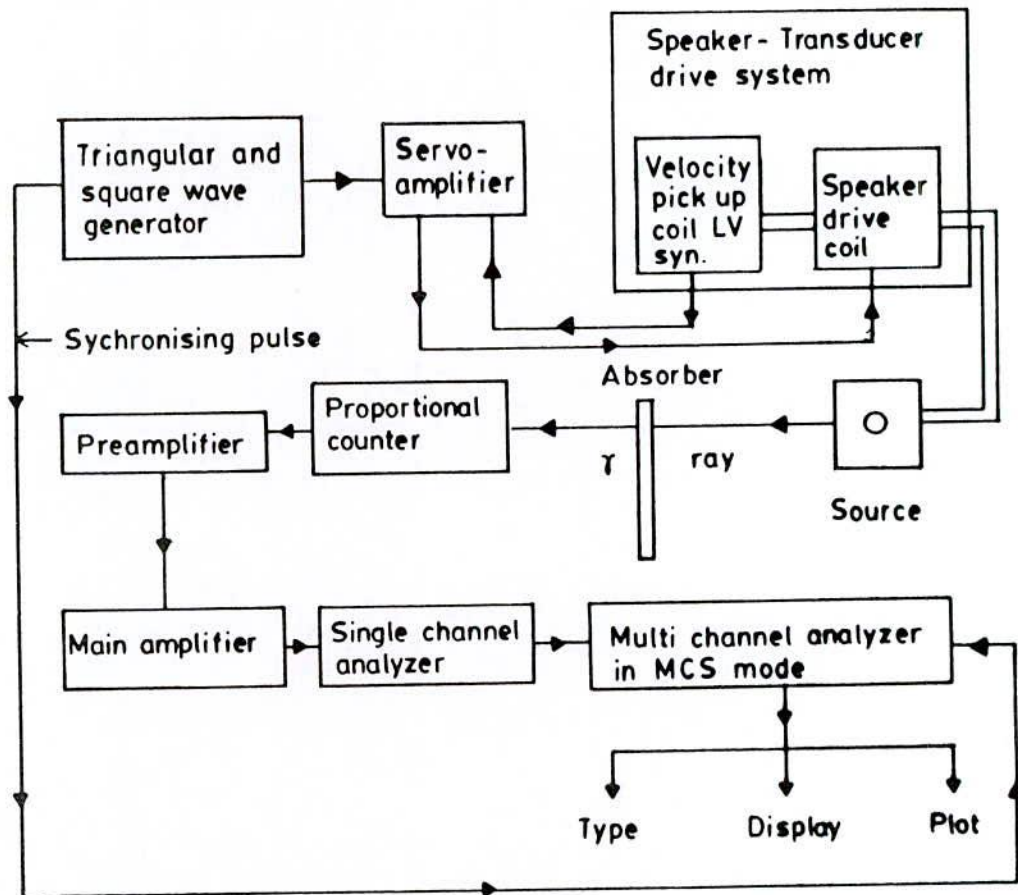 Speaker - Transducer
drive system
Triangular and
square wave
generator
Servo-
amplifier
Velocity
pick up
coil LV
syn.
Speaker
drive
coil
Sychronising pulse
Absorber
Proportional
counter
Preamplifier
γ
ray
Source
Main amplifier
Single channel
analyzer
Multi channel analyzer
in MCS mode
Type
Display
Plot